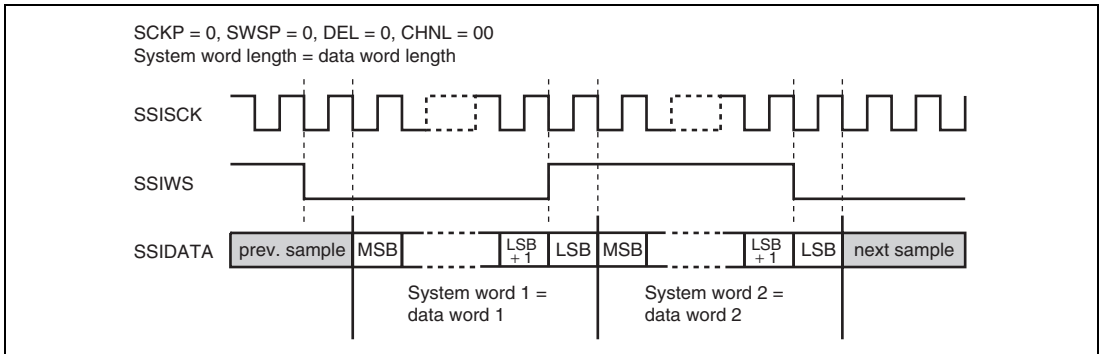 SCKP = 0, SWSP = 0, DEL = 0, CHNL = 00
System word length = data word length
SSISCK
SSIWS
SSIDATA prev. sample MSB LSB + 1 LSB MSB LSB + 1 LSB next sample
System word 1 = System word 2 =
data word 1 data word 2